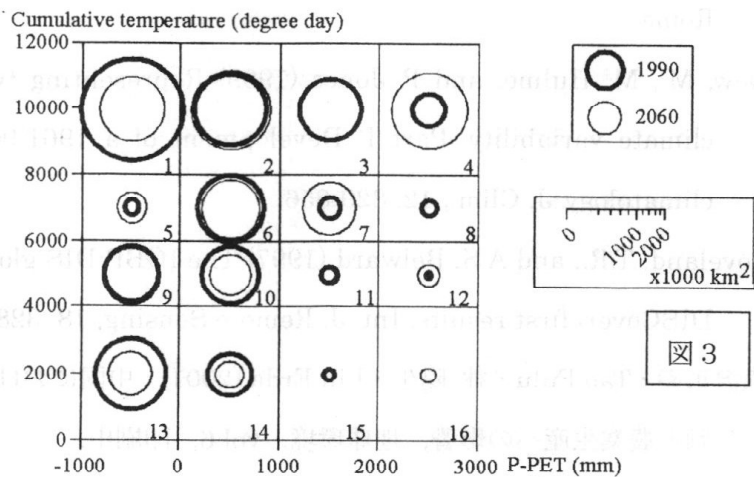 Cumulative temperature (degree day)
12000
10000
8000
6000
4000
2000
0
1 2 3 4
5 6 7 8
9 10 11 12
13 14 15 16
-1000 0 1000 2000 3000 P-PET (mm)
1990
2060
0 1000 2000
x1000 km²
図 3